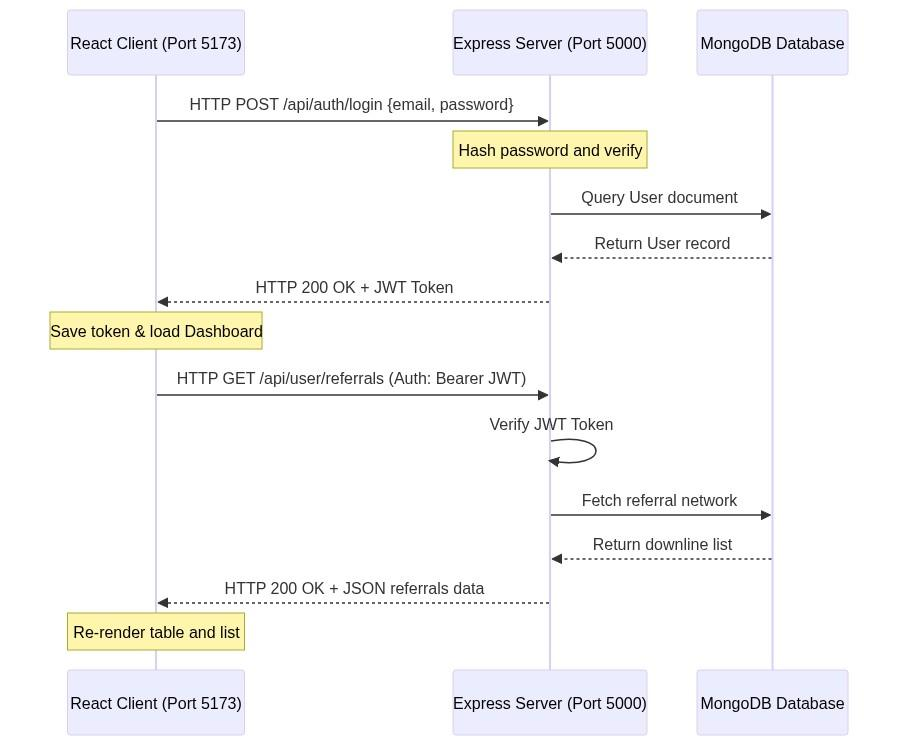 React Client (Port 5173)
Express Server (Port 5000)
MongoDB Database
HTTP POST /api/auth/login {email, password}
Hash password and verify
Query User document
Return User record
HTTP 200 OK + JWT Token
Save token & load Dashboard
HTTP GET /api/user/referrals (Auth: Bearer JWT)
Verify JWT Token
Fetch referral network
Return downline list
HTTP 200 OK + JSON referrals data
Re-render table and list
React Client (Port 5173)
Express Server (Port 5000)
MongoDB Database